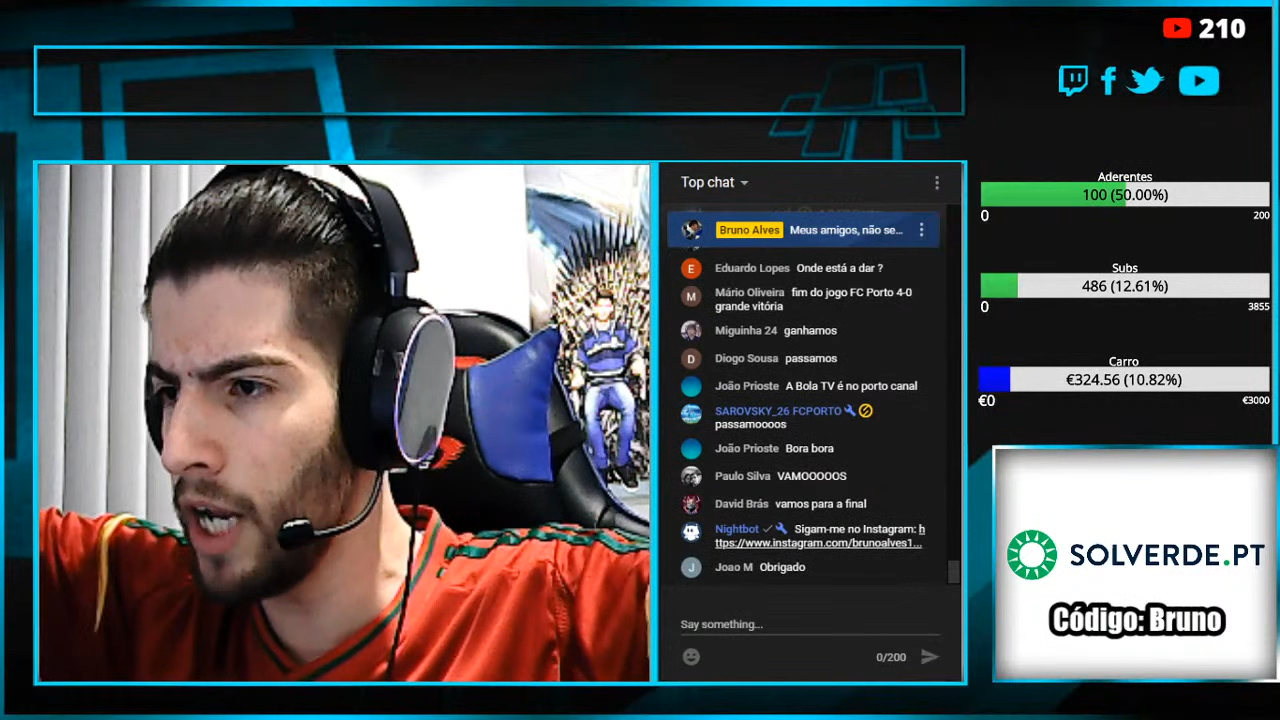 210
Top chat
Bruno Alves Meus amigos, não se...
E Eduardo Lopes Onde está a dar ?
M Mário Oliveira fim do jogo FC Porto 4-0
grande vitória
Miguinha 24 ganhamos
D Diogo Sousa passamos
João Prioste A Bola TV é no porto canal
SAROVSKY_26 FCPORTO
passamoooos
João Prioste Bora bora
Paulo Silva VAMOOOOOS
David Brás vamos para a final
Nightbot Sigam-me no Instagram: h
ttps://www.instagram.com/brunoalves1...
J Joao M Obrigado
Say something...
0/200
Aderentes
100 (50.00%)
0
200
Subs
486 (12.61%)
0
3855
Carro
€324.56 (10.82%)
€0
€3000
SOLVERDE.PT
Código: Bruno